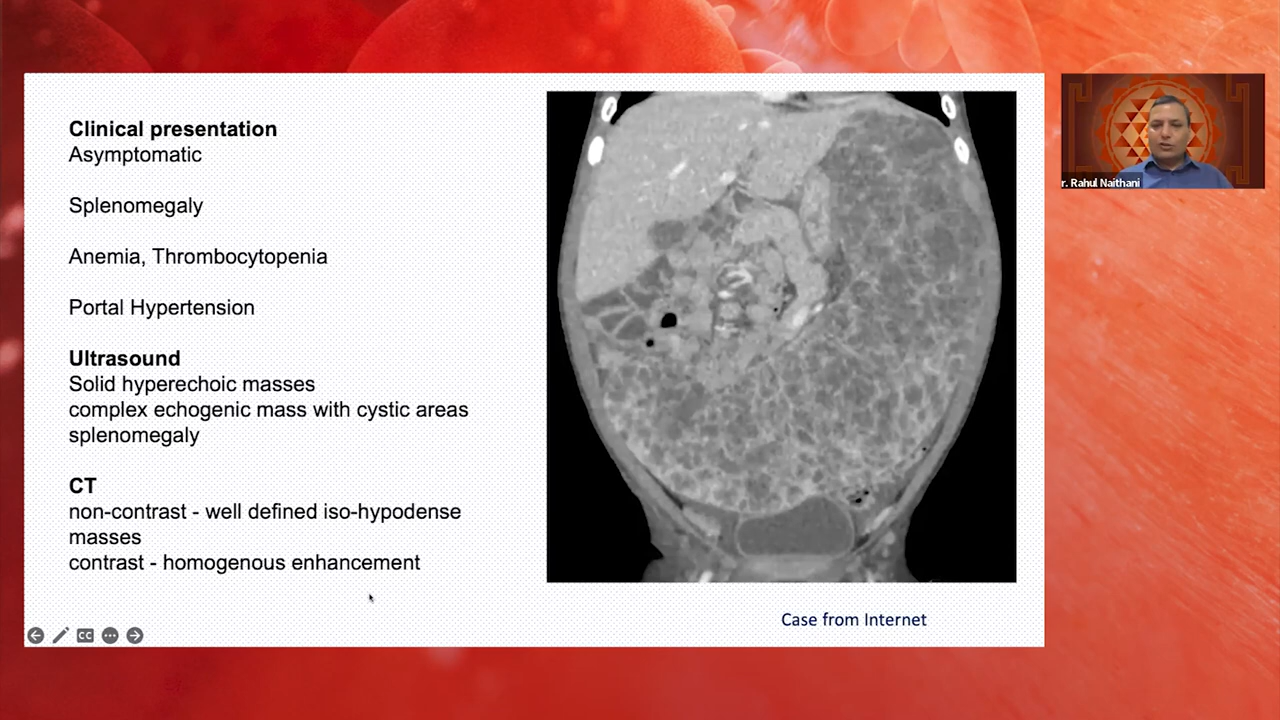 Clinical presentation
Asymptomatic
Splenomegaly
Anemia, Thrombocytopenia
Portal Hypertension
Ultrasound
Solid hyperechoic masses
complex echogenic mass with cystic areas
splenomegaly
CT
non-contrast - well defined iso-hypodense
masses
contrast - homogenous enhancement
Case from Internet
r. Rahul Naithani
CC